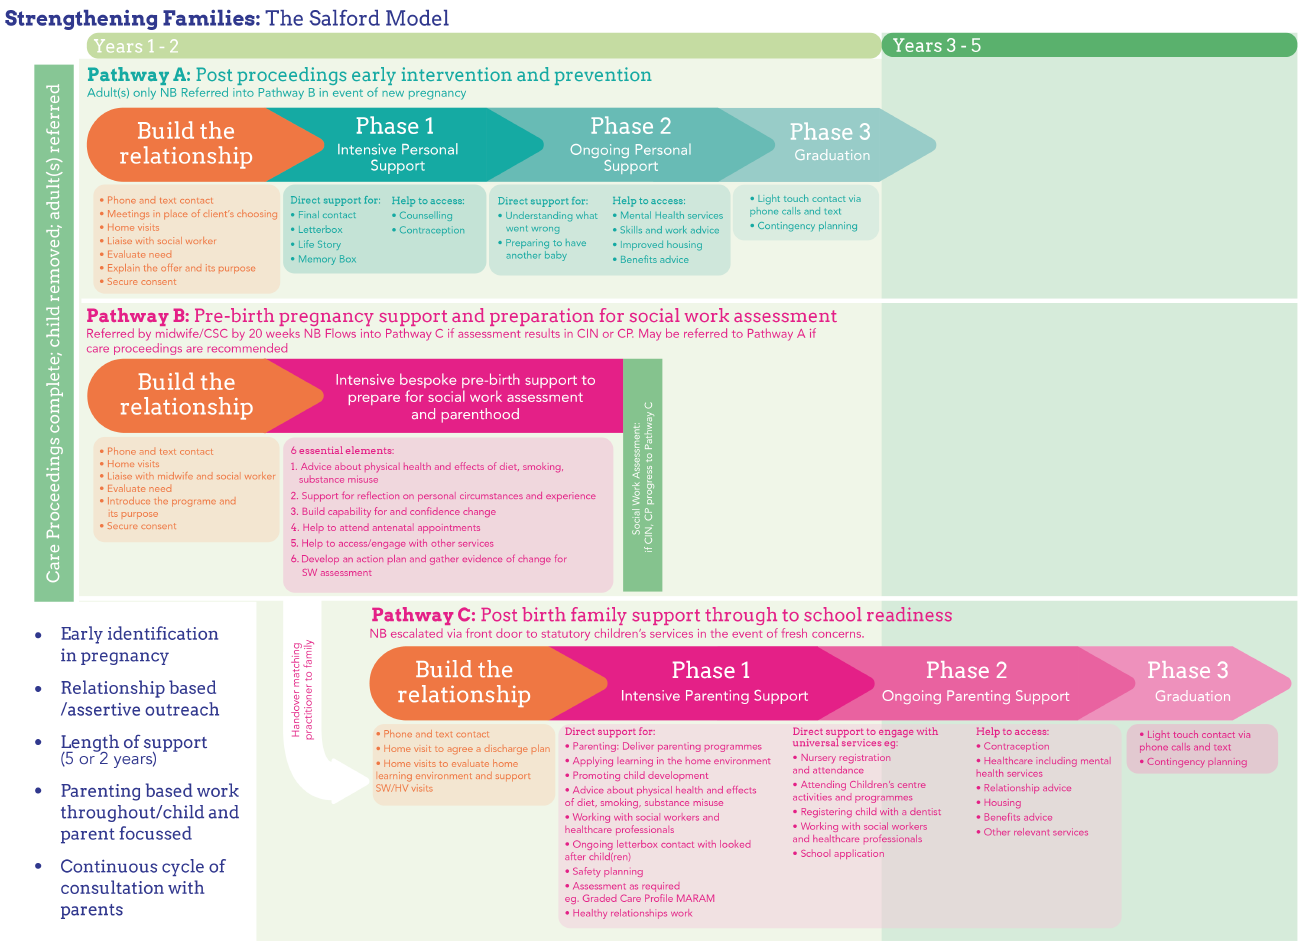 Strengthening Families: The Salford Model
Years 1 - 2
Years 3 - 5
Care Proceedings complete; child removed; adult(s) referred
Pathway A: Post proceedings early intervention and prevention
Adult(s) only NB Referred into Pathway B in event of new pregnancy
Build the
relationship
Phase 1
Intensive Personal
Support
Phase 2
Ongoing Personal
Support
Phase 3
Graduation
• Phone and text contact
• Meetings in place of client's choosing
• Home visits
• Liaise with social worker
• Evaluate need
• Explain the offer and its purpose
• Secure consent
Direct support for:
• Final contact
• Letterbox
• Life Story
• Memory Box
Help to access:
• Counselling
• Contraception
Direct support for:
• Understanding what
went wrong
• Preparing to have
another baby
Help to access:
• Mental Health services
• Skills and work advice
• Improved housing
• Benefits advice
• Light touch contact via
phone calls and text
• Contingency planning
Pathway B: Pre-birth pregnancy support and preparation for social work assessment
Referred by midwife/CSC by 20 weeks NB Flows into Pathway C if assessment results in CIN or CP. May be referred to Pathway A if
care proceedings are recommended
Build the
relationship
Intensive bespoke pre-birth support to
prepare for social work assessment
and parenthood
• Phone and text contact
• Home visits
• Liaise with midwife and social worker
• Evaluate need
• Introduce the programe and
its purpose
• Secure consent
6 essential elements:
1. Advice about physical health and effects of diet, smoking,
substance misuse
2. Support for reflection on personal circumstances and experience
3. Build capability for and confidence change
4. Help to attend antenatal appointments
5. Help to access/engage with other services
6. Develop an action plan and gather evidence of change for
SW assessment
Social Work Assessment:
if CIN, CP progress to Pathway C
• Early identification
in pregnancy
• Relationship based
/assertive outreach
• Length of support
(5 or 2 years)
• Parenting based work
throughout/child and
parent focussed
• Continuous cycle of
consultation with
parents
Handover matching
practitioner to family
Pathway C: Post birth family support through to school readiness
NB escalated via front door to statutory children's services in the event of fresh concerns.
Build the
relationship
Phase 1
Intensive Parenting Support
Phase 2
Ongoing Parenting Support
Phase 3
Graduation
• Phone and text contact
• Home visit to agree a discharge plan
• Home visits to evaluate home
learning environment and support
SW/HV visits
Direct support for:
• Parenting: Deliver parenting programmes
• Applying learning in the home environment
• Promoting child development
• Advice about physical health and effects
of diet, smoking, substance misuse
• Working with social workers and
healthcare professionals
• Ongoing letterbox contact with looked
after child(ren)
• Safety planning
• Assessment as required
eg. Graded Care Profile MARAM
• Healthy relationships work
Direct support to engage with
universal services eg:
• Nursery registration
and attendance
• Attending Children's centre
activities and programmes
• Registering child with a dentist
• Working with social workers
and healthcare professionals
• School application
Help to access:
• Contraception
• Healthcare including mental
health services
• Relationship advice
• Housing
• Benefits advice
• Other relevant services
• Light touch contact via
phone calls and text
• Contingency planning